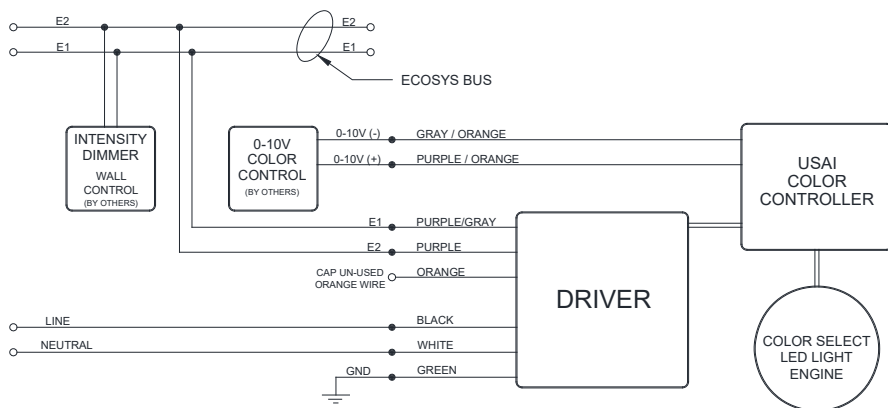 E2
E2
E1
E1
ECOSYS BUS
INTENSITY
DIMMER
WALL
CONTROL
(BY OTHERS)
0-10V
COLOR
CONTROL
(BY OTHERS)
0-10V (-)
GRAY / ORANGE
0-10V (+)
PURPLE / ORANGE
USAI
COLOR
CONTROLLER
E1
PURPLE/GRAY
E2
PURPLE
CAP UN-USED
ORANGE WIRE
ORANGE
DRIVER
LINE
BLACK
NEUTRAL
WHITE
GND
GREEN
COLOR SELECT
LED LIGHT
ENGINE